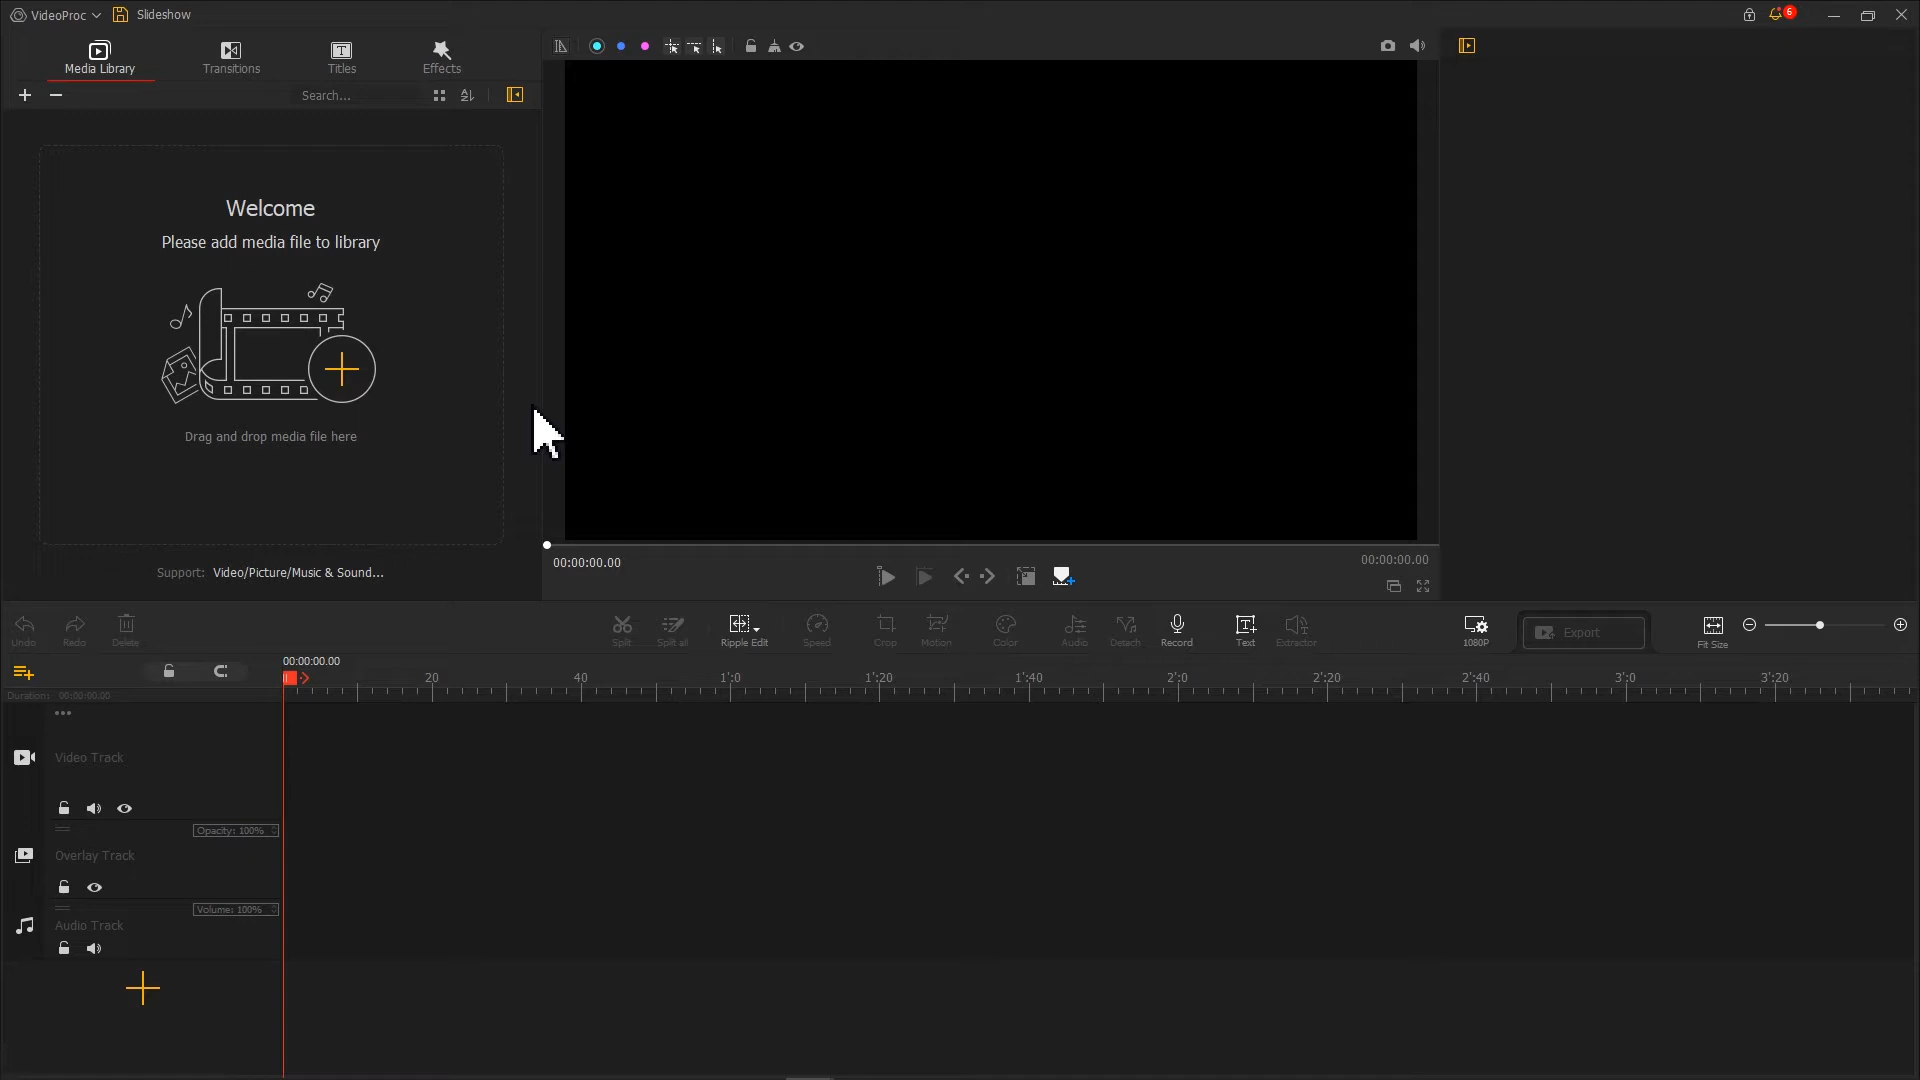 VideoProc
Slideshow
6
Media Library
Transitions
Titles
Effects
Search...
Welcome
Please add media file to library
Drag and drop media file here
Support: Video/Picture/Music & Sound...
00:00:00.00
00:00:00.00
Undo
Redo
Delete
Split
Split all
Ripple Edit
Speed
Crop
Motion
Color
Audio
Detach
Record
Text
Extractor
1080P
Export
Fit Size
00:00:00.00
20
40
1':0
1':20
1':40
2':0
2':20
2':40
3':0
3':20
Duration: 00:00:00.00
Video Track
Opacity: 100%
Overlay Track
Volume: 100%
Audio Track